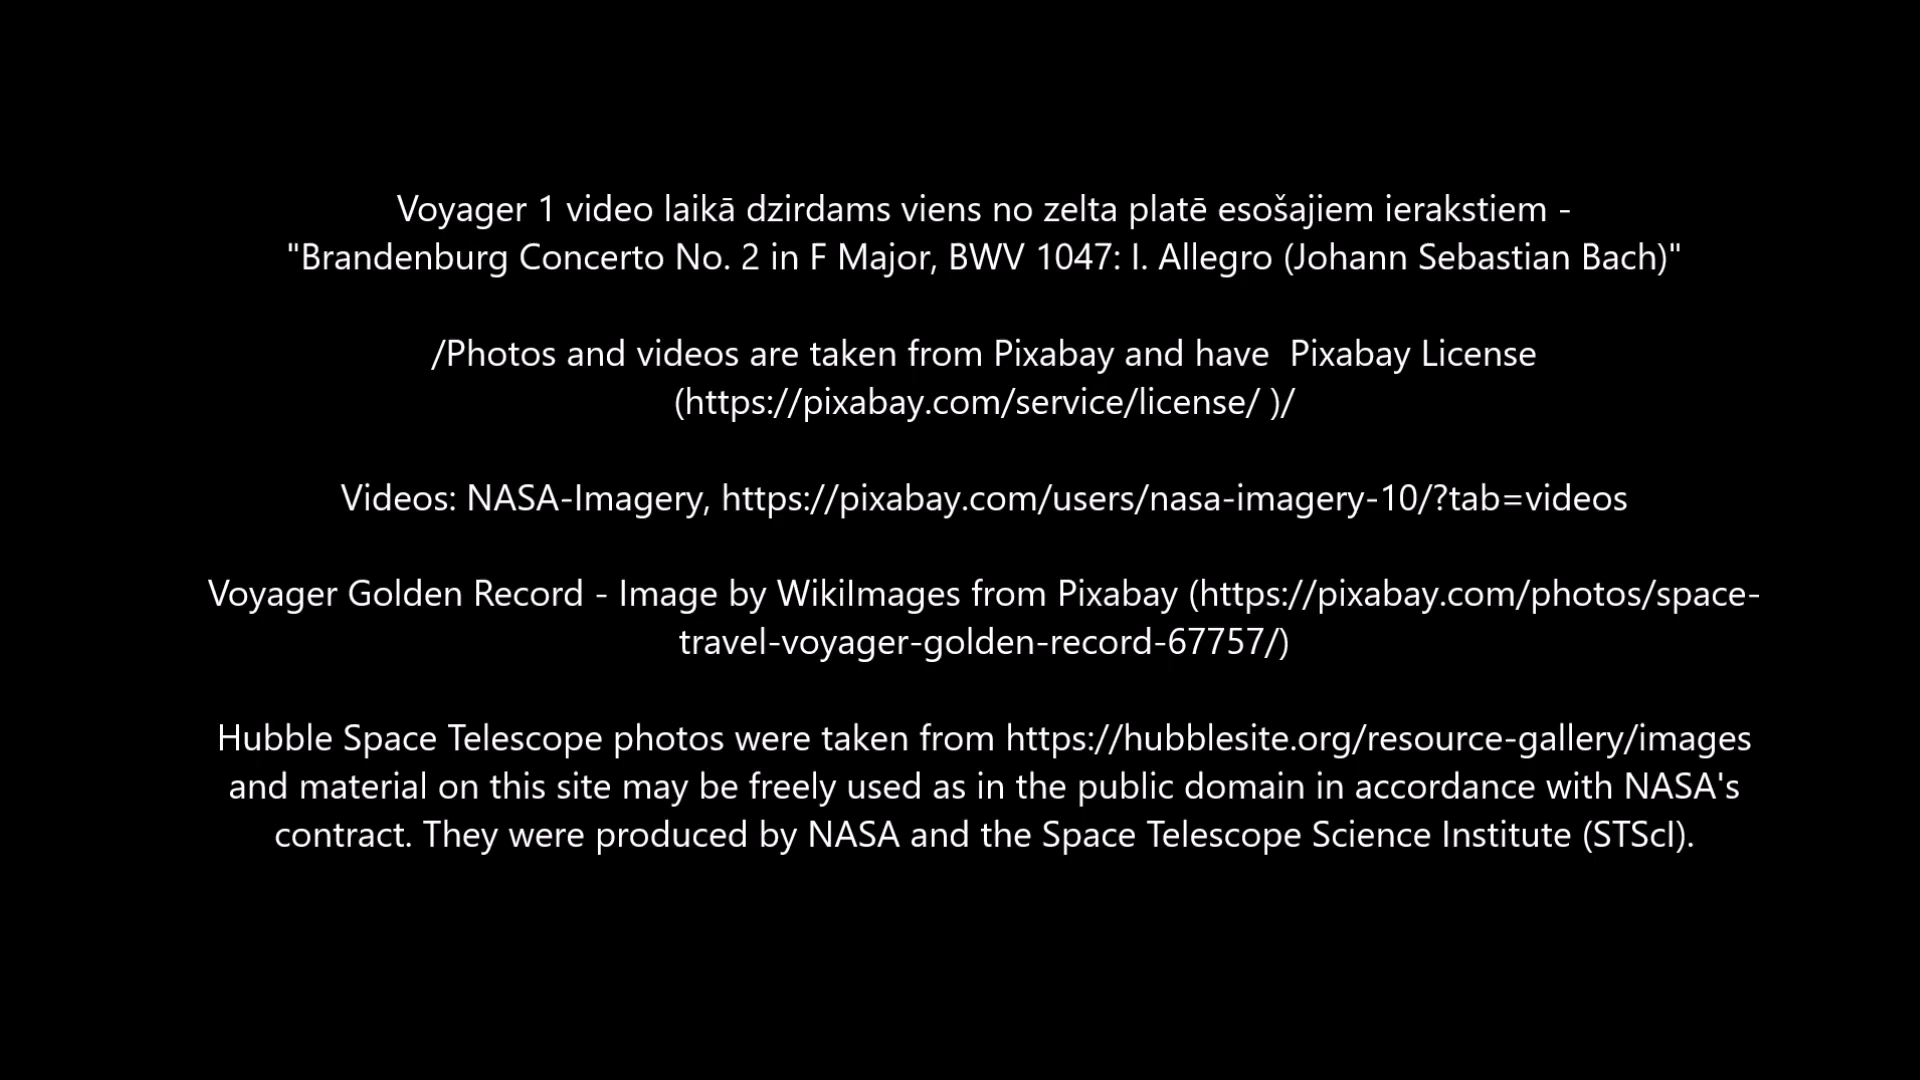 Voyager 1 video laikā dzirdams viens no zelta platē esošajiem ierakstiem -
"Brandenburg Concerto No. 2 in F Major, BWV 1047: I. Allegro (Johann Sebastian Bach)"
/Photos and videos are taken from Pixabay and have  Pixabay License
(https://pixabay.com/service/license/ )/
Videos: NASA-Imagery, https://pixabay.com/users/nasa-imagery-10/?tab=videos
Voyager Golden Record - Image by WikiImages from Pixabay (https://pixabay.com/photos/space-
travel-voyager-golden-record-67757/)
Hubble Space Telescope photos were taken from https://hubblesite.org/resource-gallery/images
and material on this site may be freely used as in the public domain in accordance with NASA's
contract. They were produced by NASA and the Space Telescope Science Institute (STScI).